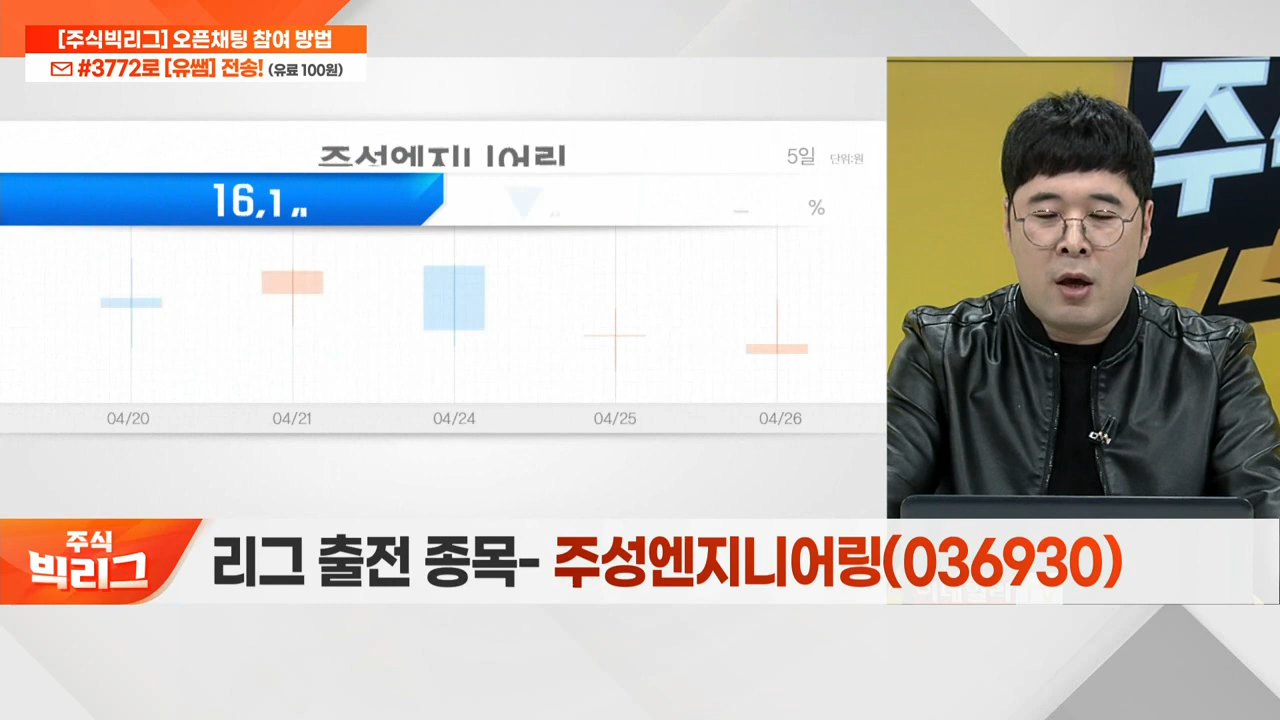 [주식빅리그] 오픈채팅 참여 방법
#3772로 [유쌤] 전송! (유료 100원)
주성엔지니어링
5일 단위:원
16,1
%
04/20 04/21 04/24 04/25 04/26
주식
빅리그
리그 출전 종목- 주성엔지니어링(036930)
주